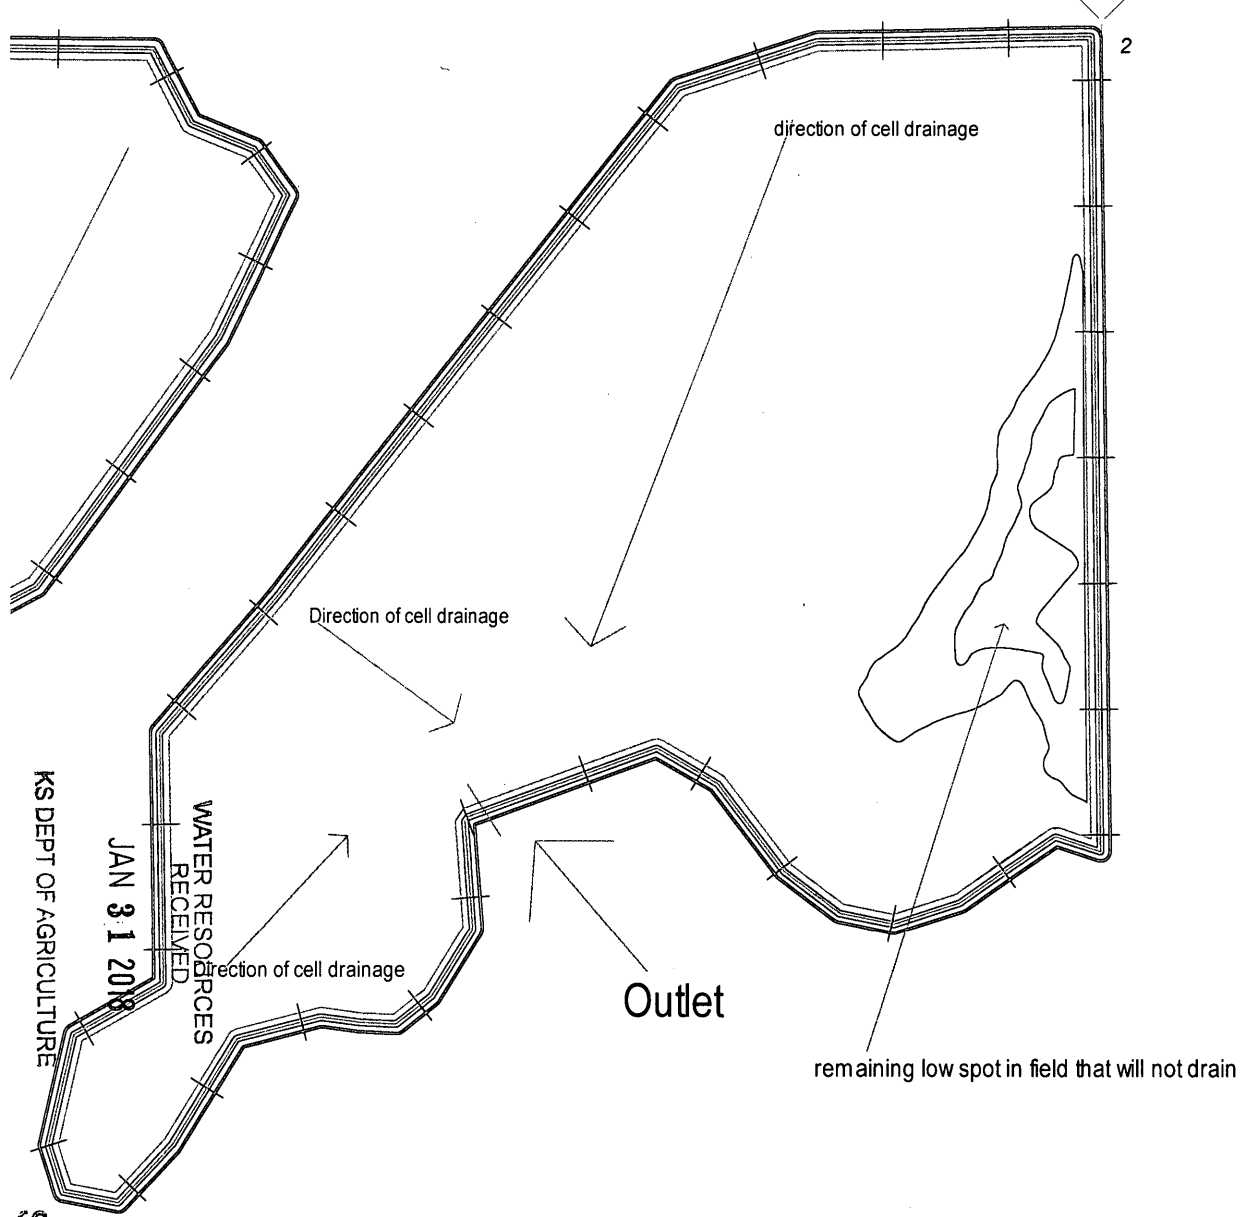 2
direction of cell drainage
Direction of cell drainage
WATER RESOURCES
RECEIVED
JAN 31 2018
KS DEPT OF AGRICULTURE
Direction of cell drainage
Outlet
remaining low spot in field that will not drain